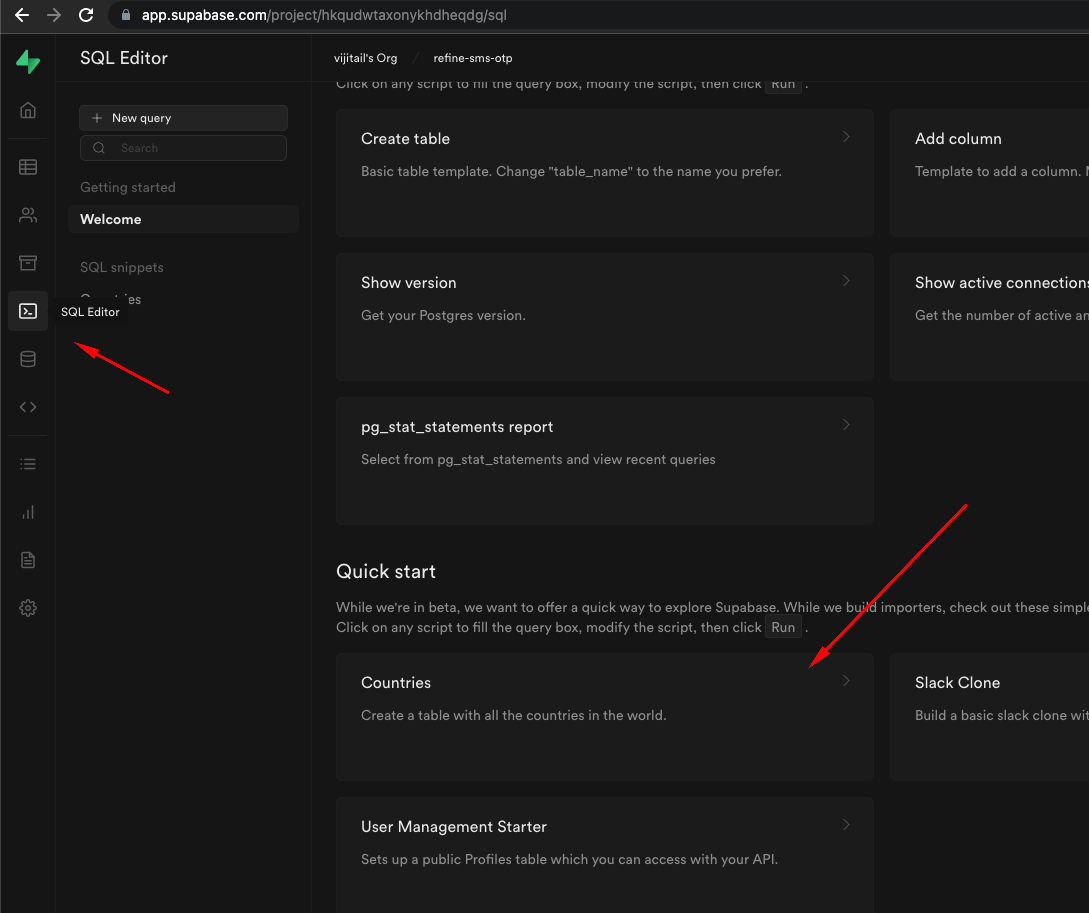 app.supabase.com/project/hkqudwtaxonykhdheqdg/sql
SQL Editor
vijitail's Org / refine-sms-otp
New query
Search
Getting started
Welcome
SQL snippets
SQL Editor
Click on any script to fill the query box, modify the script, then click Run .
Create table
Basic table template. Change "table_name" to the name you prefer.
Add column
Template to add a column.
Show version
Get your Postgres version.
Show active connections
Get the number of active
pg_stat_statements report
Select from pg_stat_statements and view recent queries
Quick start
While we're in beta, we want to offer a quick way to explore Supabase. While we build importers, check out these simple
Click on any script to fill the query box, modify the script, then click Run .
Countries
Create a table with all the countries in the world.
Slack Clone
Build a basic slack clone
User Management Starter
Sets up a public Profiles table which you can access with your API.